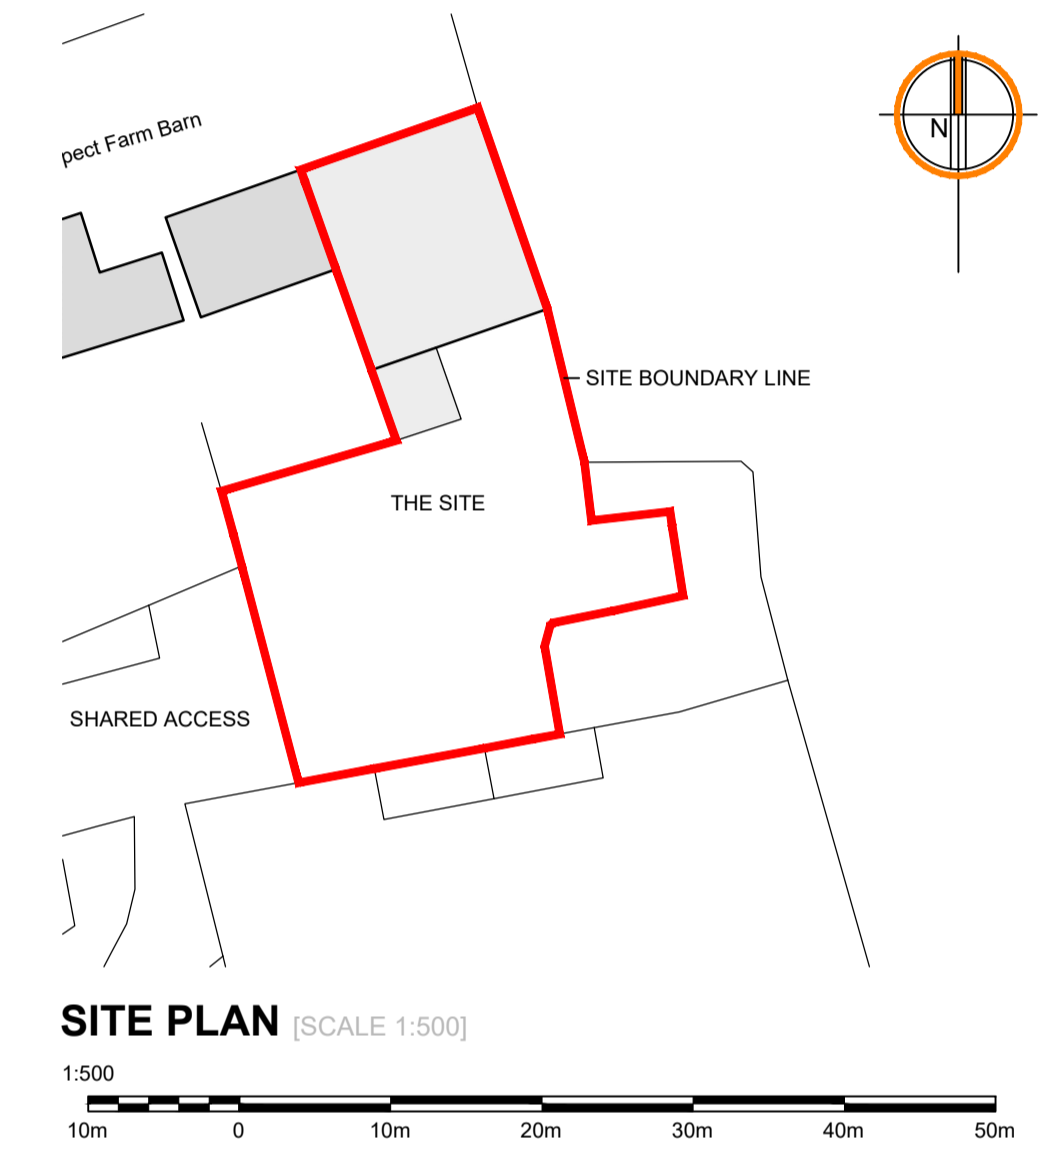 pect Farm Barn
N
SITE BOUNDARY LINE
THE SITE
SHARED ACCESS
SITE PLAN [SCALE 1:500]
1:500
10m 0 10m 20m 30m 40m 50m